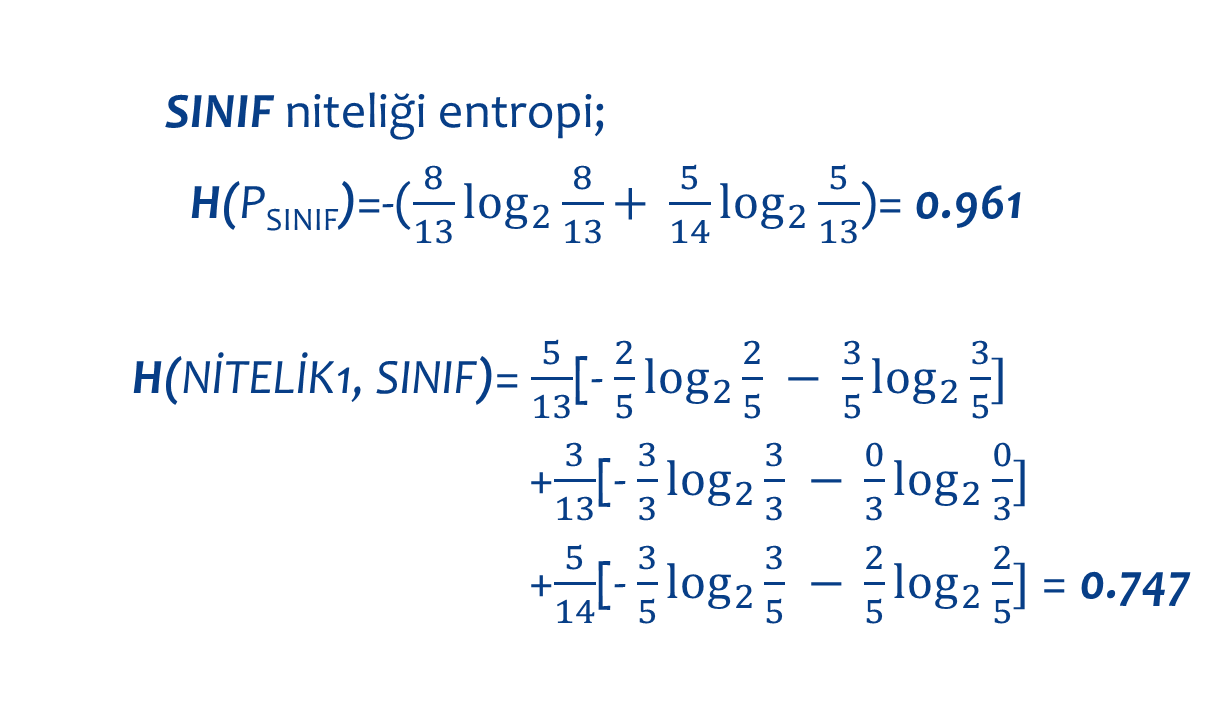 SINIF niteliği entropi;
H(P_SINIF)=-(8/13 log₂ 8/13 + 5/14 log₂ 5/13)= 0.961
H(NİTELİK1, SINIF)= 5/13[- 2/5 log₂ 2/5 − 3/5 log₂ 3/5]
+3/13[- 3/3 log₂ 3/3 − 0/3 log₂ 0/3]
+5/14[- 3/5 log₂ 3/5 − 2/5 log₂ 2/5] = 0.747